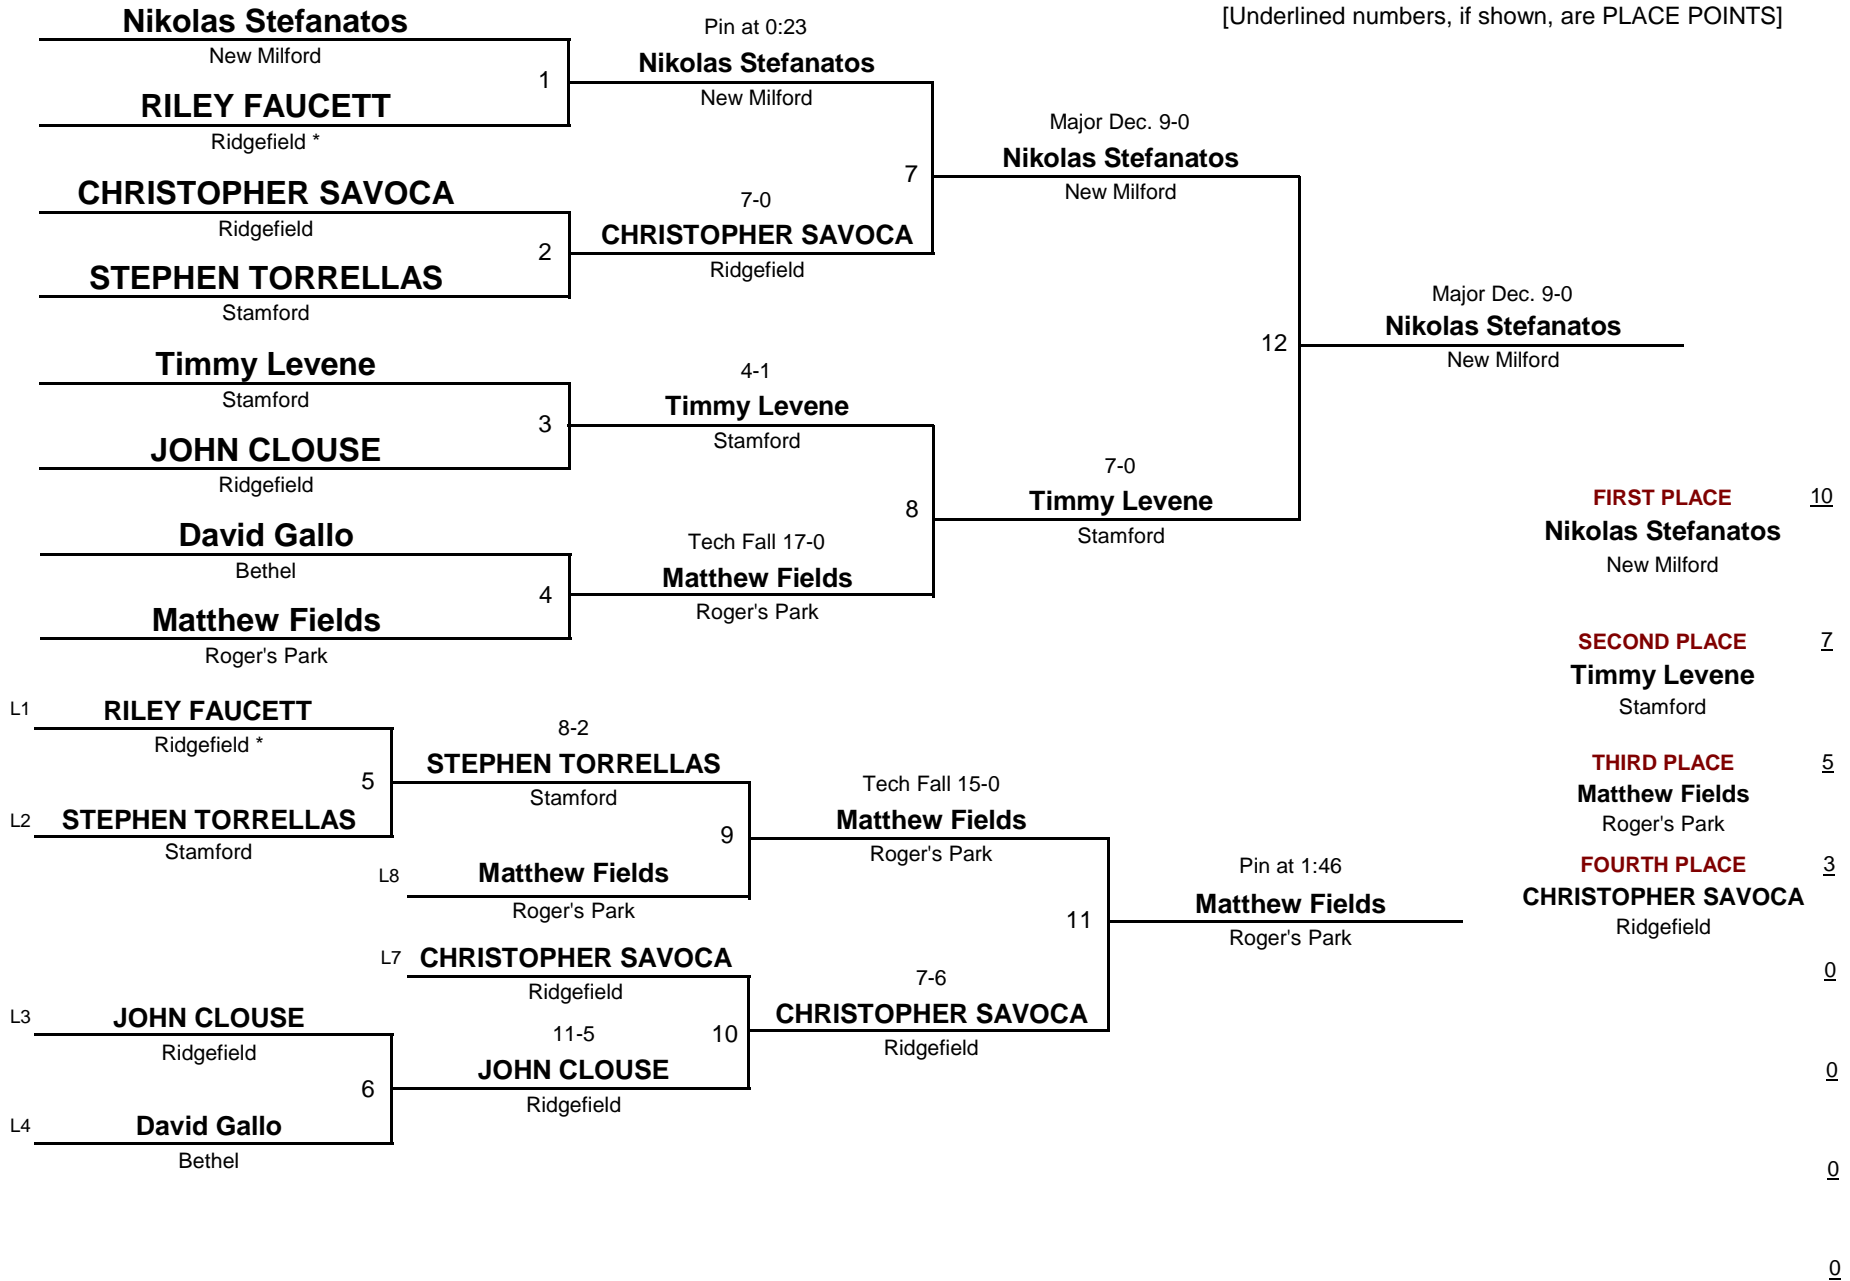 [Underlined numbers, if shown, are PLACE POINTS]
Nikolas Stefanatos
New Milford
1
RILEY FAUCETT
Ridgefield *
CHRISTOPHER SAVOCA
Ridgefield
2
STEPHEN TORRELLAS
Stamford
Timmy Levene
Stamford
3
JOHN CLOUSE
Ridgefield
David Gallo
Bethel
4
Matthew Fields
Roger's Park
Pin at 0:23
Nikolas Stefanatos
New Milford
7
7-0
CHRISTOPHER SAVOCA
Ridgefield
4-1
Timmy Levene
Stamford
8
Tech Fall 17-0
Matthew Fields
Roger's Park
Major Dec. 9-0
Nikolas Stefanatos
New Milford
12
7-0
Timmy Levene
Stamford
Major Dec. 9-0
Nikolas Stefanatos
New Milford
L1 RILEY FAUCETT
Ridgefield *
5
L2 STEPHEN TORRELLAS
Stamford
L3 JOHN CLOUSE
Ridgefield
6
L4 David Gallo
Bethel
8-2
STEPHEN TORRELLAS
Stamford
9
L8 Matthew Fields
Roger's Park
L7 CHRISTOPHER SAVOCA
Ridgefield
10
11-5
JOHN CLOUSE
Ridgefield
Tech Fall 15-0
Matthew Fields
Roger's Park
11
7-6
CHRISTOPHER SAVOCA
Ridgefield
Pin at 1:46
Matthew Fields
Roger's Park
FIRST PLACE 10
Nikolas Stefanatos
New Milford
SECOND PLACE 7
Timmy Levene
Stamford
THIRD PLACE 5
Matthew Fields
Roger's Park
FOURTH PLACE 3
CHRISTOPHER SAVOCA
Ridgefield
0
0
0
0